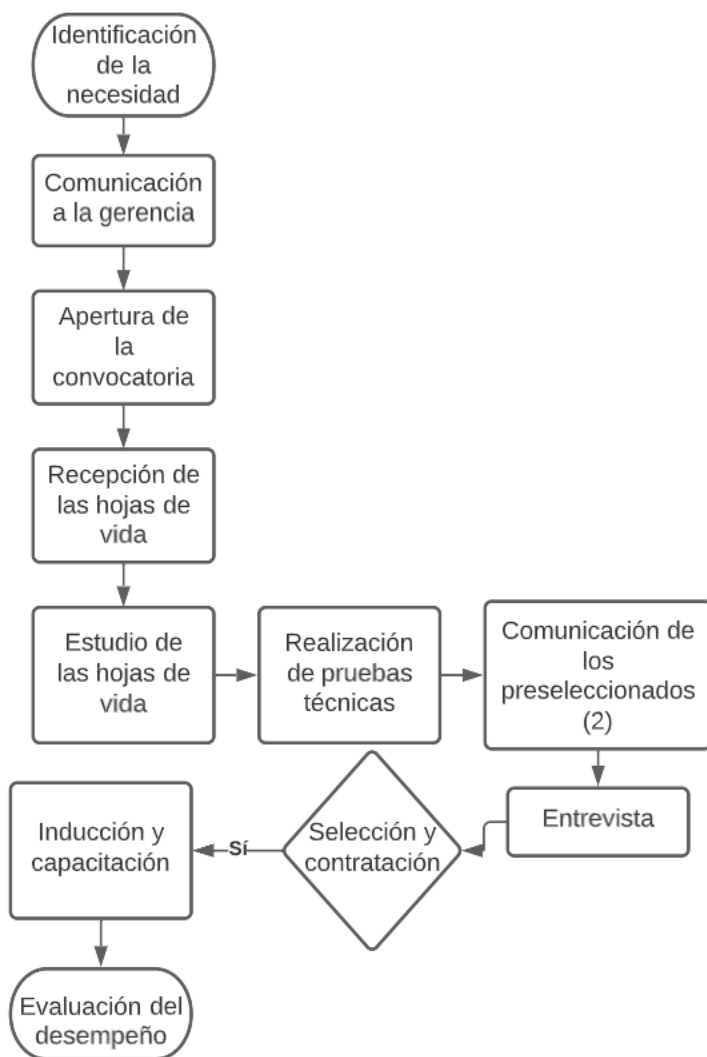 Identificación
de la
necesidad
Comunicación
a la gerencia
Apertura de
la
convocatoria
Recepción de
las hojas de
vida
Estudio de
las hojas de
vida
Realización
de pruebas
técnicas
Comunicación de
los
preseleccionados
(2)
Entrevista
Selección y
contratación
Sí
Inducción y
capacitación
Evaluación del
desempeño